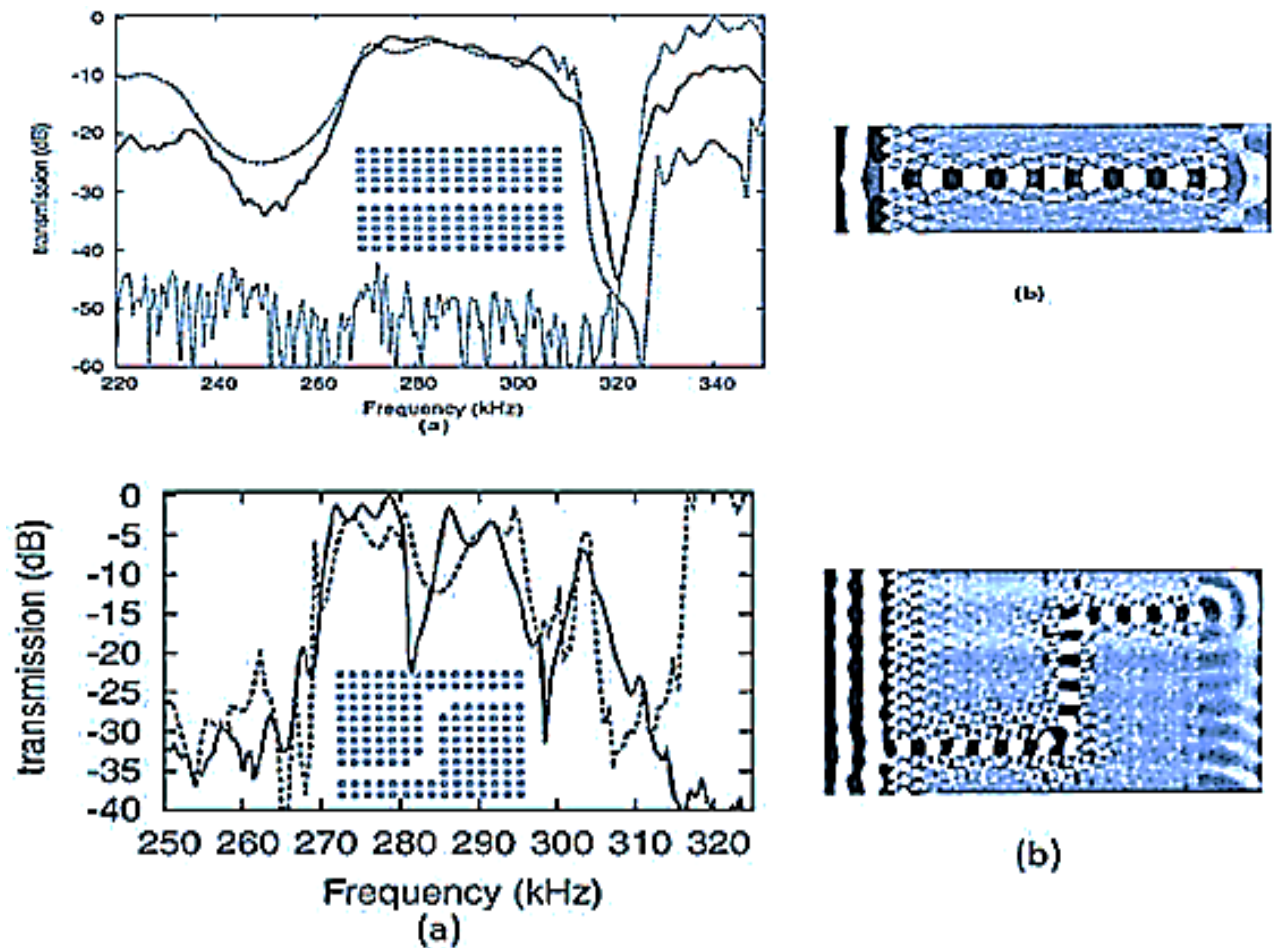 0
-10
-20
-30
-40
-50
-60
transmission (dB)
220 240 260 280 300 320 340
Frequency (kHz)
(a)
(b)
0
-5
-10
-15
-20
-25
-30
-35
-40
transmission (dB)
250 260 270 280 290 300 310 320
Frequency (kHz)
(a)
(b)